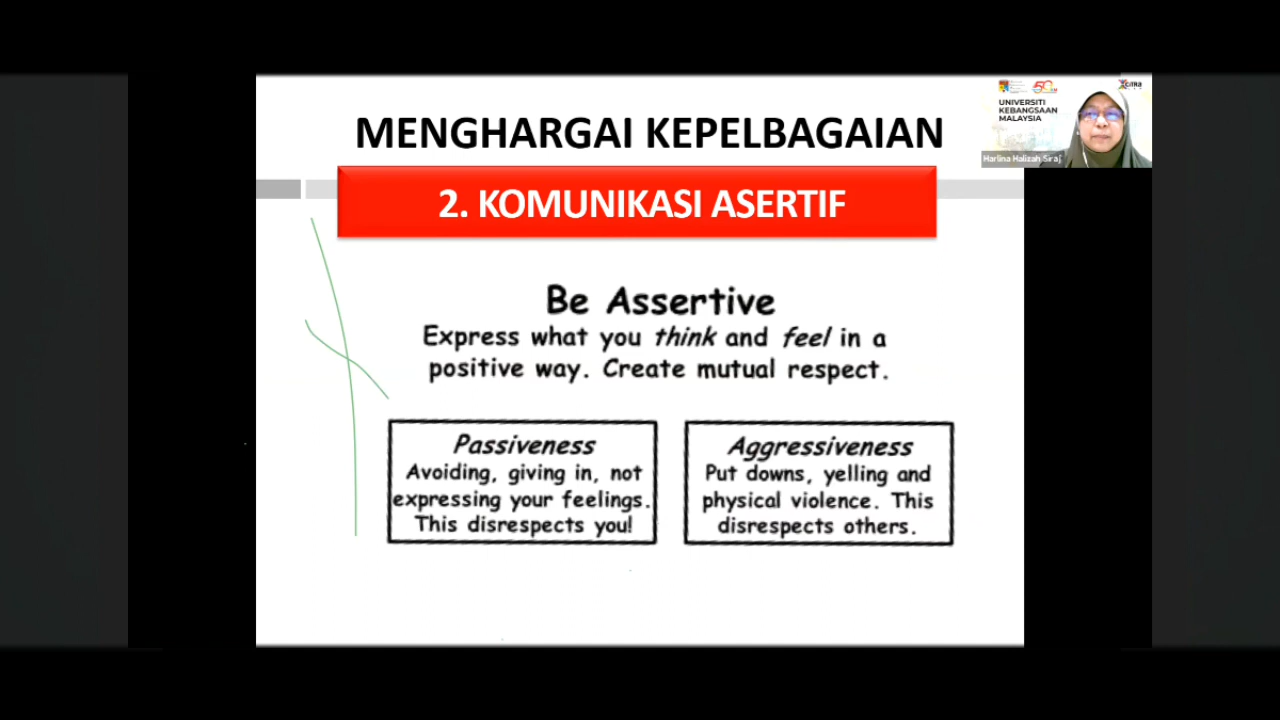 MENGHARGAI KEPELBAGAIAN
UNIVERSITI
KEBANGSAAN
MALAYSIA
Harlina Halizah Siraj
2. KOMUNIKASI ASERTIF
Be Assertive
Express what you think and feel in a
positive way. Create mutual respect.
Passiveness
Avoiding, giving in, not
expressing your feelings.
This disrespects you!
Aggressiveness
Put downs, yelling and
physical violence. This
disrespects others.